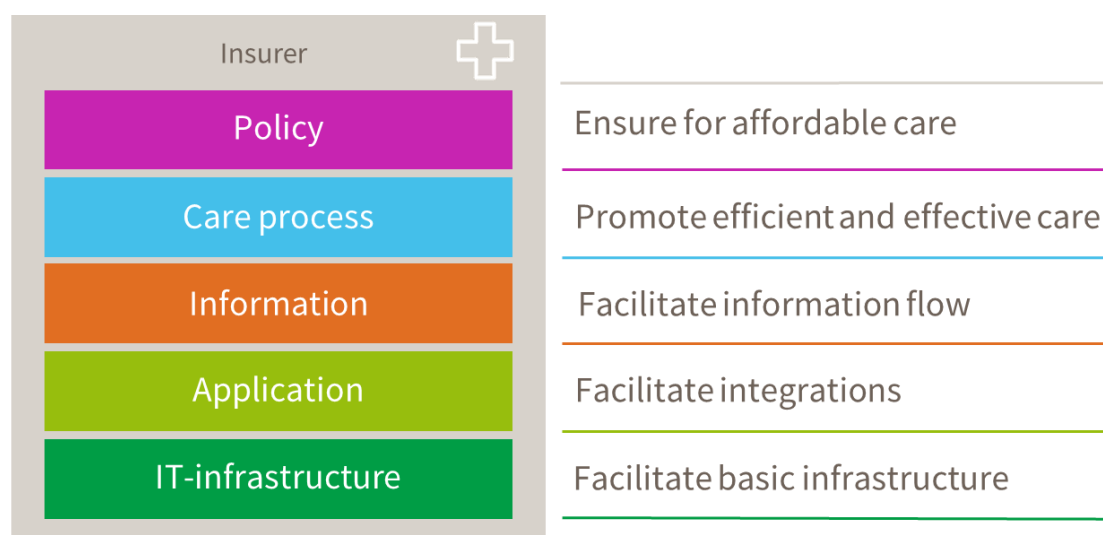 Insurer
Policy
Ensure for affordable care
Care process
Promote efficient and effective care
Information
Facilitate information flow
Application
Facilitate integrations
IT-infrastructure
Facilitate basic infrastructure